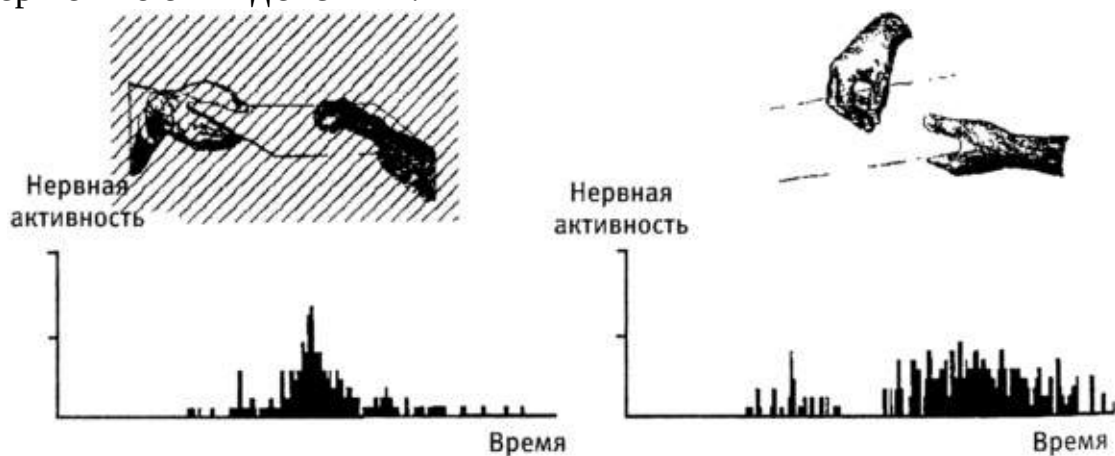 Нервная
активность
Время
Нервная
активность
Время